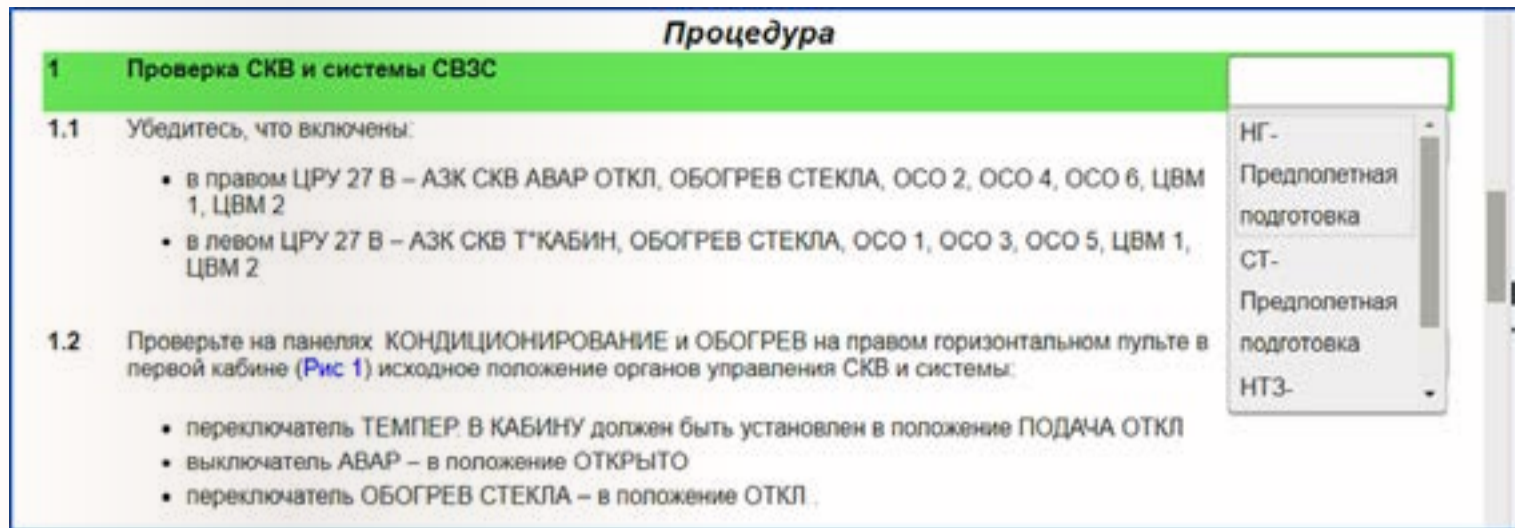 Процедура
1 Проверка СКВ и системы СВЗС
1.1 Убедитесь, что включены:
• в правом ЦРУ 27 В – АЗК СКВ АВАР ОТКЛ, ОБОГРЕВ СТЕКЛА, ОСО 2, ОСО 4, ОСО 6, ЦВМ
1, ЦВМ 2
• в левом ЦРУ 27 В – АЗК СКВ Т°КАБИН, ОБОГРЕВ СТЕКЛА, ОСО 1, ОСО 3, ОСО 5, ЦВМ 1,
ЦВМ 2
1.2 Проверьте на панелях КОНДИЦИОНИРОВАНИЕ и ОБОГРЕВ на правом горизонтальном пульте в
первой кабине (Рис 1) исходное положение органов управления СКВ и системы:
• переключатель ТЕМПЕР. В КАБИНУ должен быть установлен в положение ПОДАЧА ОТКЛ
• выключатель АВАР – в положение ОТКРЫТО
• переключатель ОБОГРЕВ СТЕКЛА – в положение ОТКЛ .
НГ-
Предполетная
подготовка
СТ-
Предполетная
подготовка
НТЗ-